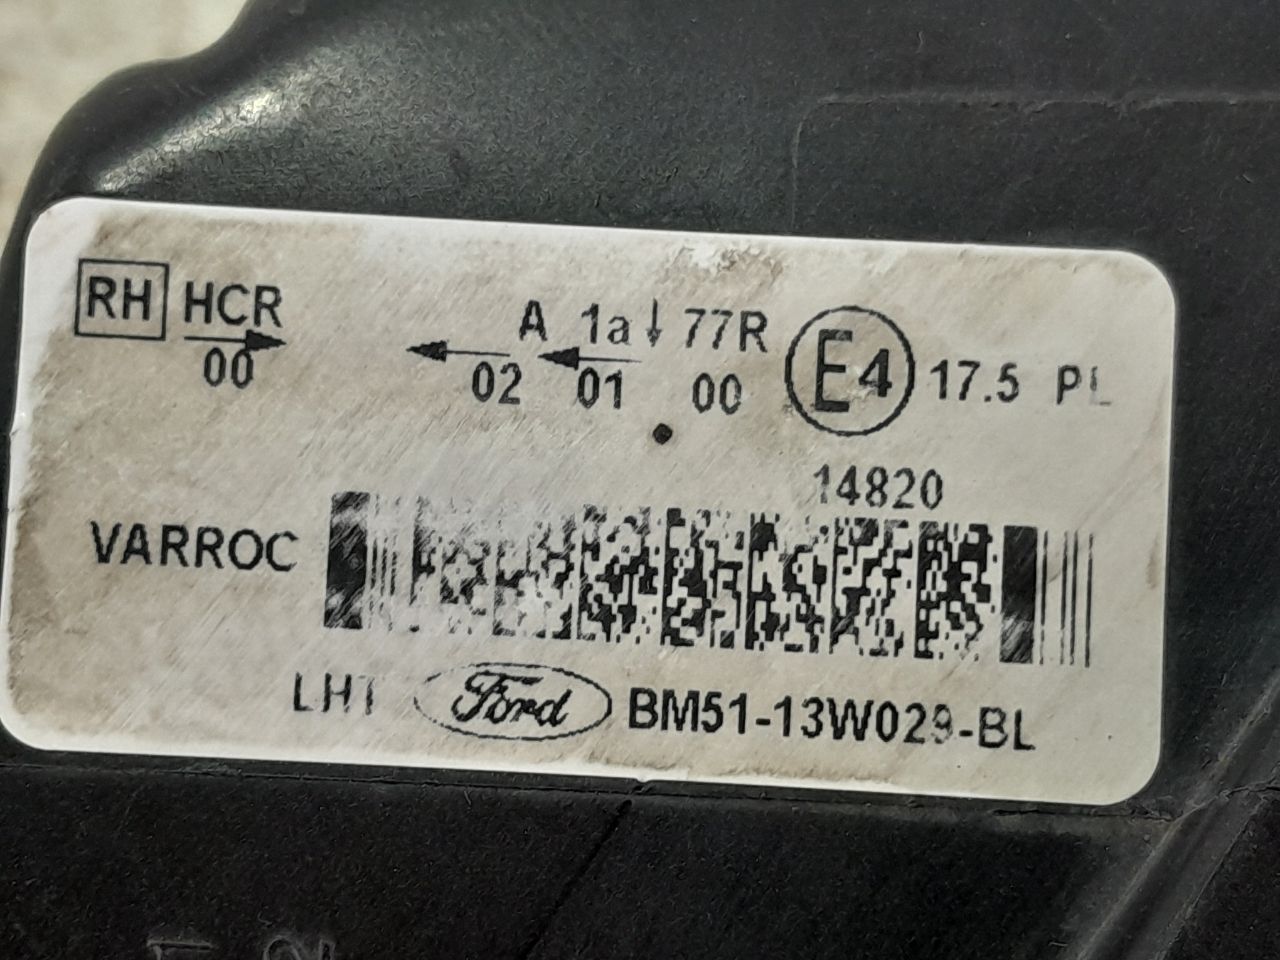 RH HCR A 1a 77R E4 17.5 PL
00 02 01 00
14820
VARROC
LHT Ford BM51-13W029-BL